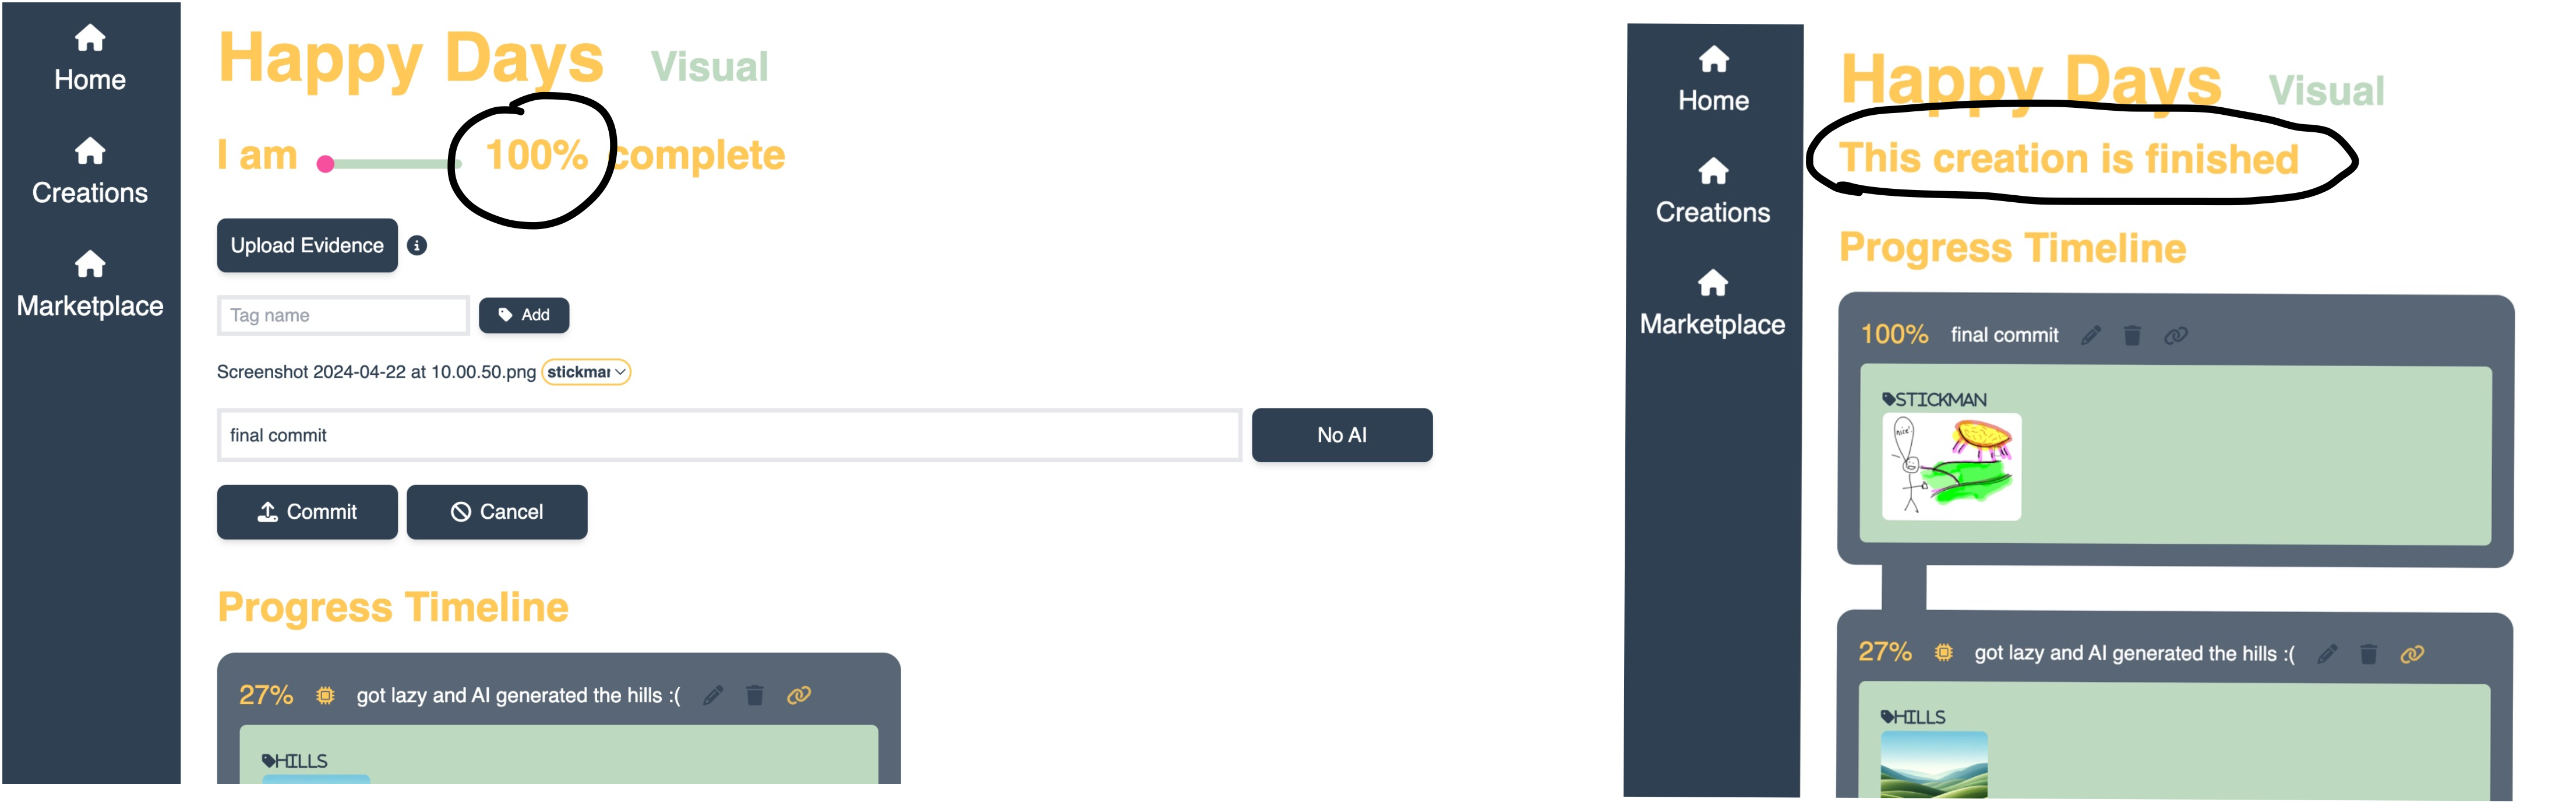 Home
Creations
Marketplace
Happy Days Visual
I am 100% complete
Upload Evidence
Tag name Add
Screenshot 2024-04-22 at 10.00.50.png stickmar
final commit No AI
Commit Cancel
Progress Timeline
27% got lazy and AI generated the hills :(
HILLS
Home
Creations
Marketplace
Happy Days Visual
This creation is finished
Progress Timeline
100% final commit
STICKMAN
nice!
27% got lazy and AI generated the hills :(
HILLS